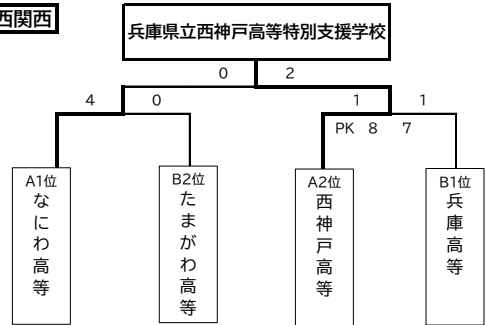 西関西
兵庫県立西神戸高等特別支援学校
0 2
4 0 1 1
PK 8 7
A1位 B2位 A2位 B1位
なにわ高等
たまがわ高等
西神戸高等
兵庫高等